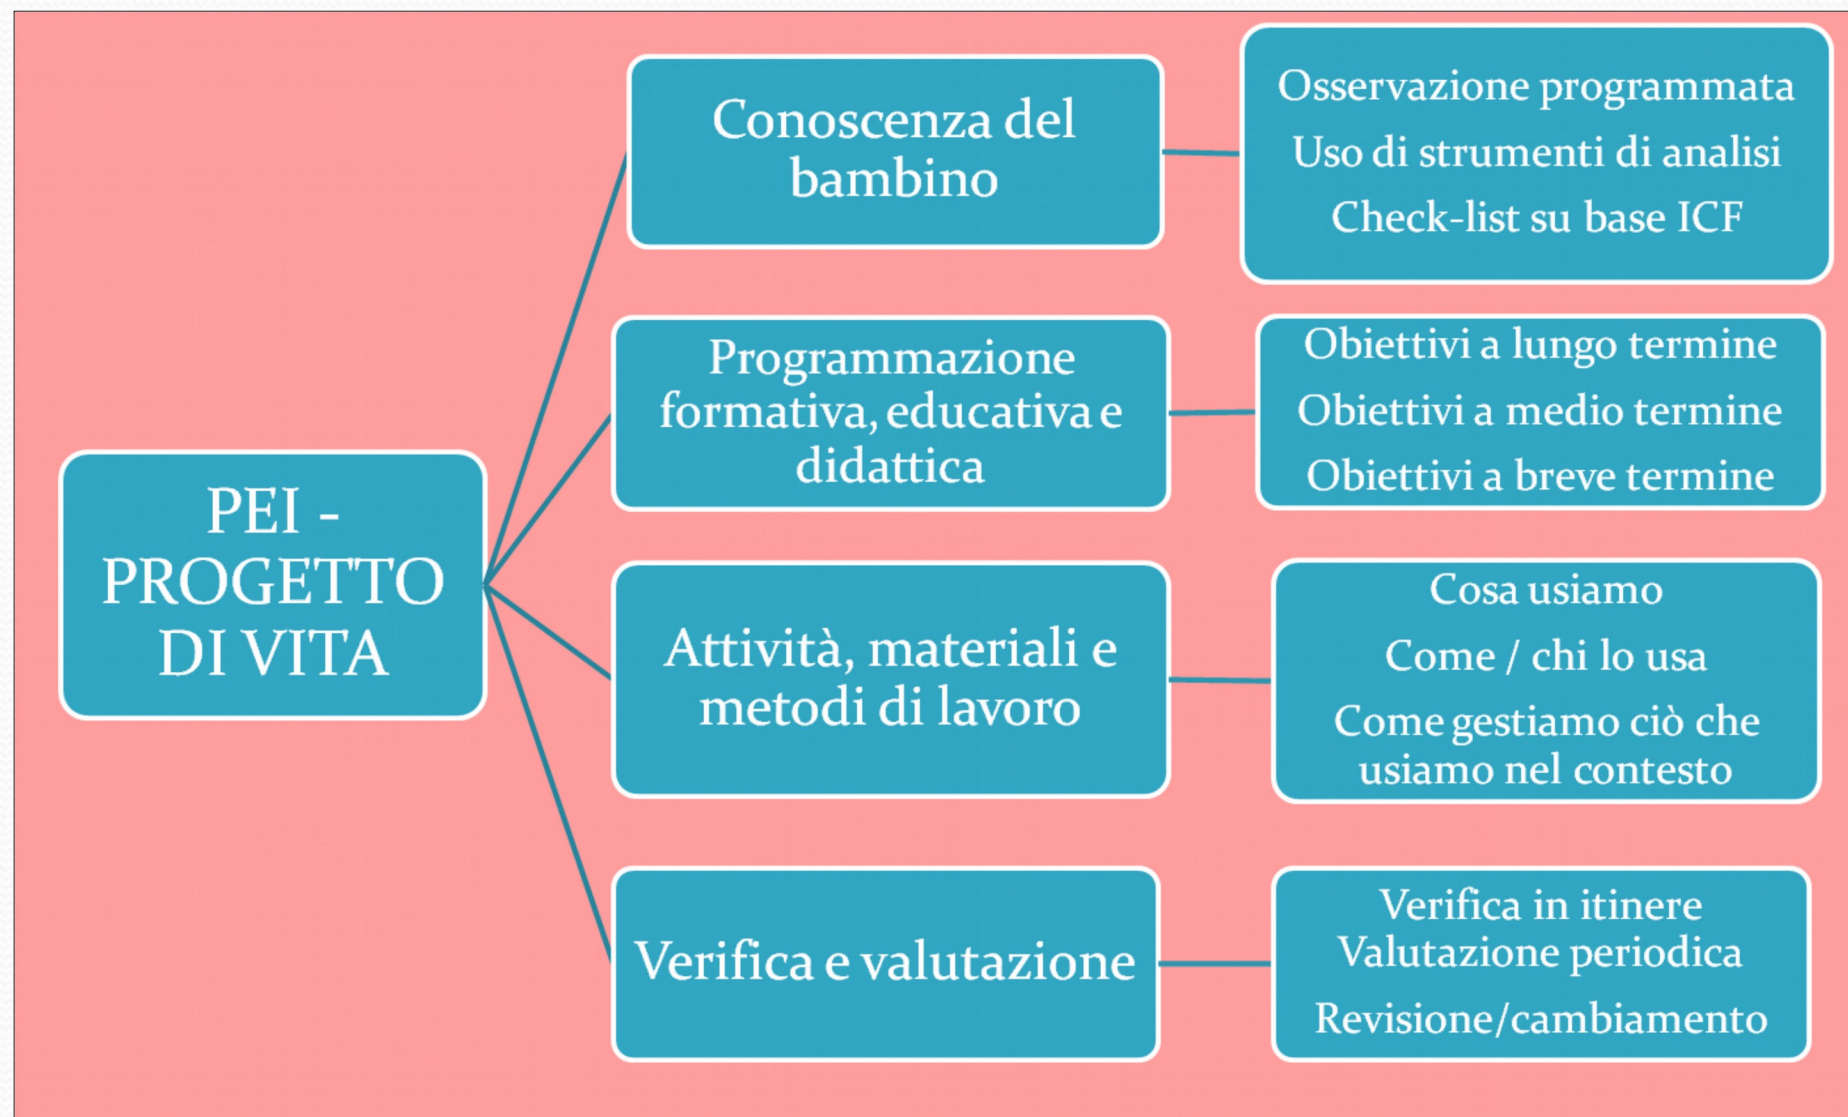 PEI -
PROGETTO
DI VITA
Conoscenza del
bambino
Osservazione programmata
Uso di strumenti di analisi
Check-list su base ICF
Programmazione
formativa, educativa e
didattica
Obiettivi a lungo termine
Obiettivi a medio termine
Obiettivi a breve termine
Attività, materiali e
metodi di lavoro
Cosa usiamo
Come / chi lo usa
Come gestiamo ciò che
usiamo nel contesto
Verifica e valutazione
Verifica in itinere
Valutazione periodica
Revisione/cambiamento